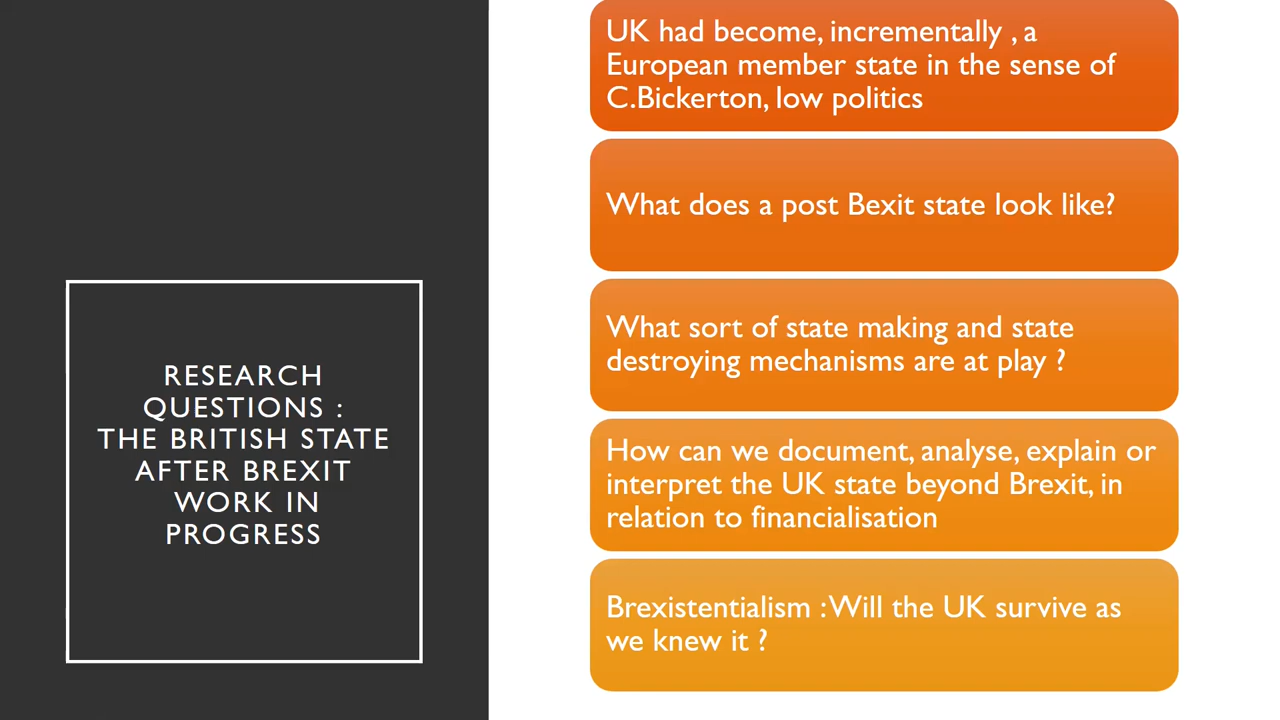 RESEARCH
QUESTIONS :
THE BRITISH STATE
AFTER BREXIT
WORK IN
PROGRESS
UK had become, incrementally , a
European member state in the sense of
C.Bickerton, low politics
What does a post Bexit state look like?
What sort of state making and state
destroying mechanisms are at play ?
How can we document, analyse, explain or
interpret the UK state beyond Brexit, in
relation to financialisation
Brexistentialism : Will the UK survive as
we knew it ?